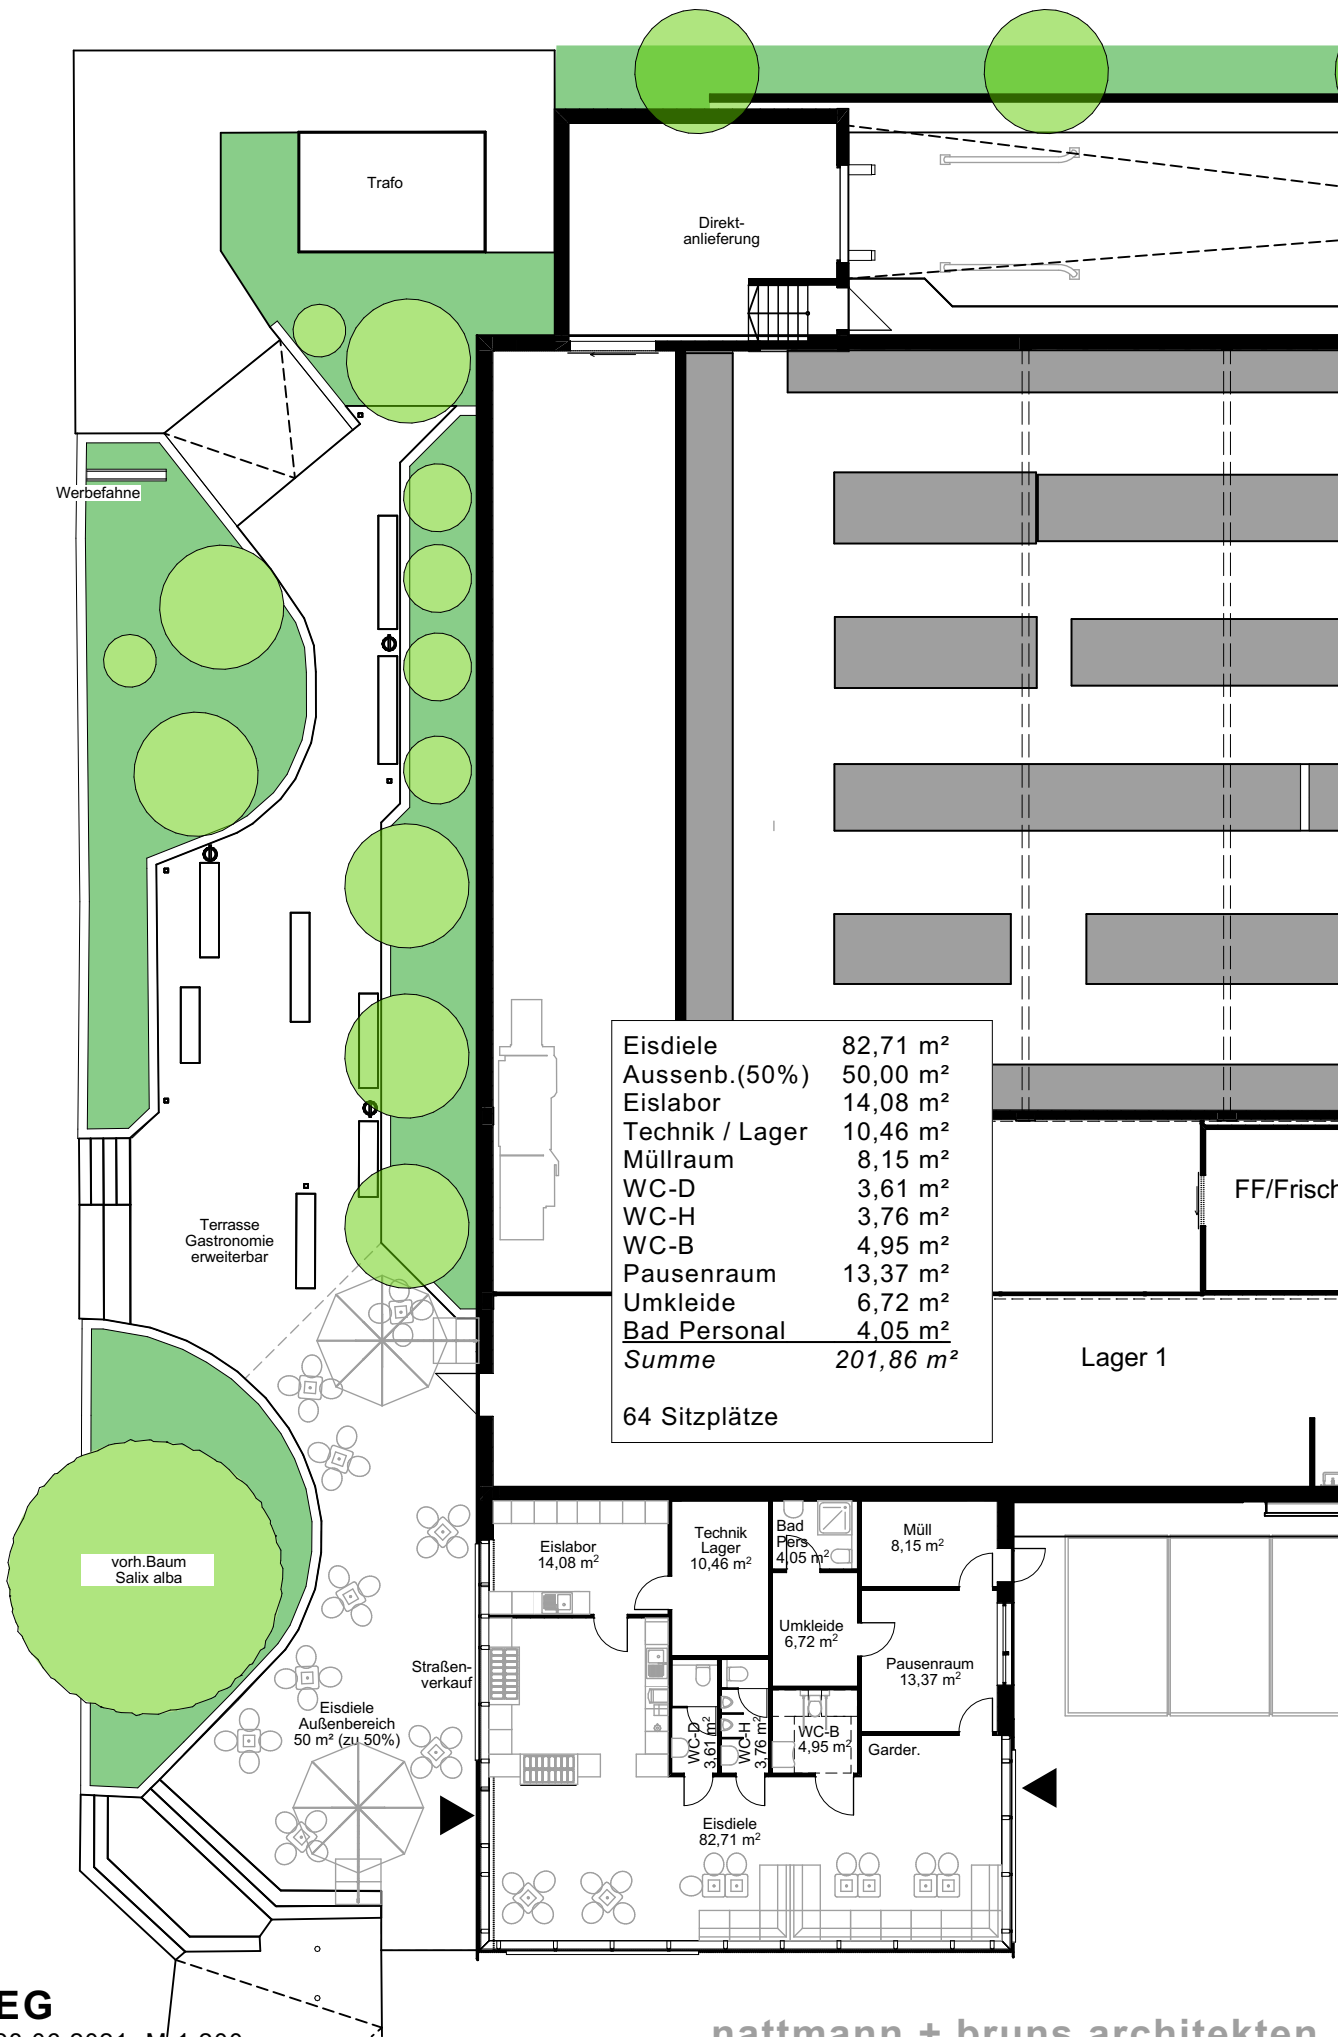 Trafo
Direkt-
anlieferung
Werbefahne
Eisdiele 82,71 m²
Aussenb.(50%) 50,00 m²
Eislabor 14,08 m²
Technik / Lager 10,46 m²
Müllraum 8,15 m²
WC-D 3,61 m²
WC-H 3,76 m²
WC-B 4,95 m²
Pausenraum 13,37 m²
Umkleide 6,72 m²
Bad Personal 4,05 m²
Summe 201,86 m²
64 Sitzplätze
FF/Frisch
Terrasse
Gastronomie
erweiterbar
Lager 1
vorh.Baum
Salix alba
Eislabor
14,08 m²
Technik
Lager
10,46 m²
Bad
Pers
4,05 m²
Müll
8,15 m²
Umkleide
6,72 m²
Pausenraum
13,37 m²
Straßen-
verkauf
Eisdiele
Außenbereich
50 m² (zu 50%)
WC-D
3,61 m²
WC-H
3,76 m²
WC-B
4,95 m²
Garder.
Eisdiele
82,71 m²
EG
nattmann + bruns architekten